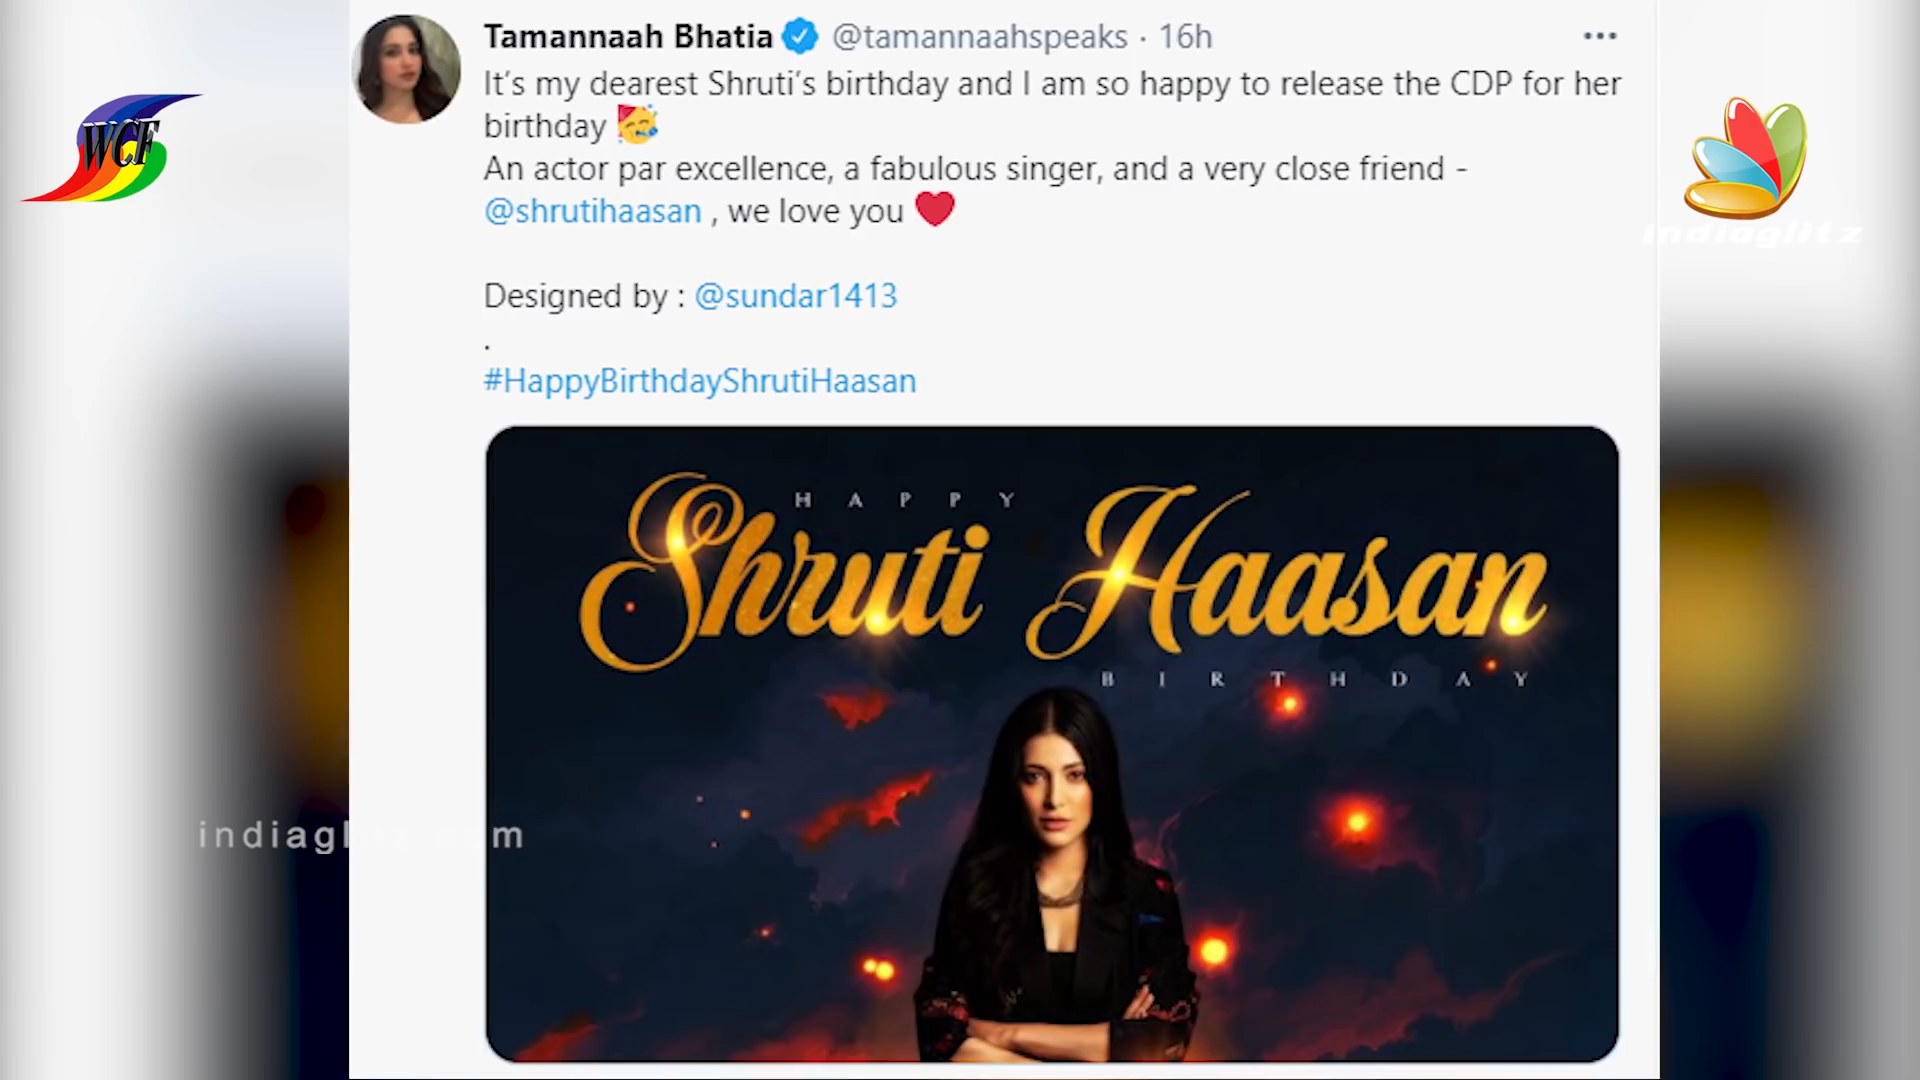 Tamannaah Bhatia @tamannaahspeaks · 16h
It's my dearest Shruti's birthday and I am so happy to release the CDP for her
birthday 🥳
An actor par excellence, a fabulous singer, and a very close friend -
@shrutihaasan , we love you ❤️
Designed by : @sundar1413
.
#HappyBirthdayShrutiHaasan
HAPPY
Shruti Haasan
BIRTHDAY
WCF
Indiaglitz
indiaglitz.com